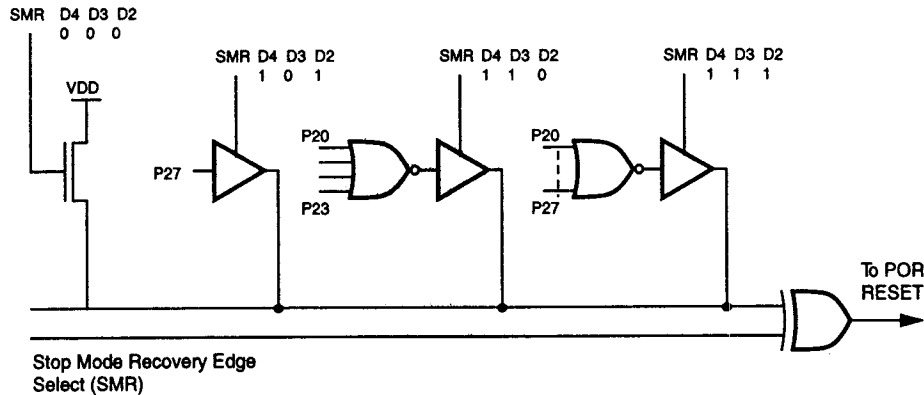 SMR D4 D3 D2
0 0 0
VDD
SMR D4 D3 D2
1 0 1
P27
SMR D4 D3 D2
1 1 0
P20
P23
SMR D4 D3 D2
1 1 1
P20
P27
To POR
RESET
Stop Mode Recovery Edge
Select (SMR)